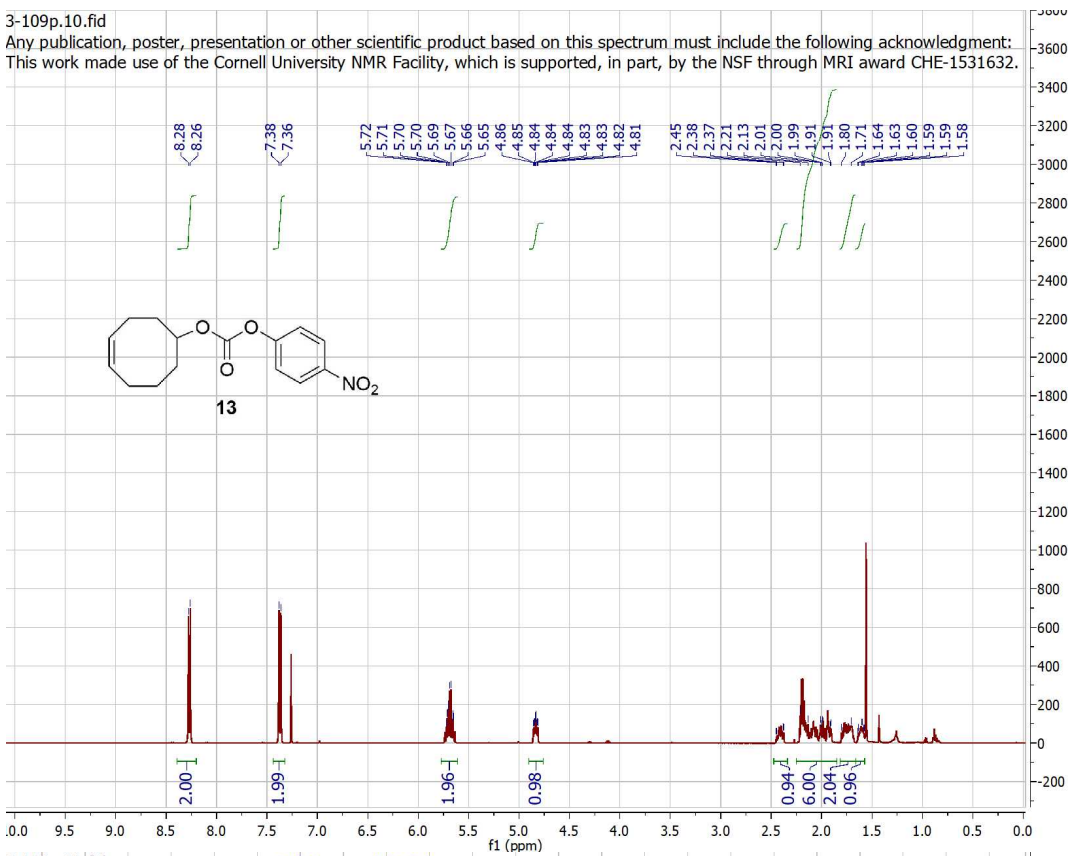 3-109p.10.fid
Any publication, poster, presentation or other scientific product based on this spectrum must include the following acknowledgment:
This work made use of the Cornell University NMR Facility, which is supported, in part, by the NSF through MRI award CHE-1531632.
8.28 8.26 7.38 7.36 5.72 5.71 5.70 5.70 5.69 5.67 5.66 5.65 4.86 4.85 4.84 4.84 4.84 4.83 4.83 4.82 4.81 2.45 2.38 2.37 2.21 2.13 2.01 2.00 1.99 1.91 1.91 1.80 1.71 1.64 1.63 1.60 1.59 1.59 1.58
3800
3600
3400
3200
3000
2800
2600
2400
2200
2000
1800
1600
1400
1200
1000
800
600
400
200
0
-200
O O
O
NO2
13
2.00 1.99 1.96 0.98 0.94 6.00 2.04 0.96
.0.0 9.5 9.0 8.5 8.0 7.5 7.0 6.5 6.0 5.5 5.0 4.5 4.0 3.5 3.0 2.5 2.0 1.5 1.0 0.5 0.0
f1 (ppm)